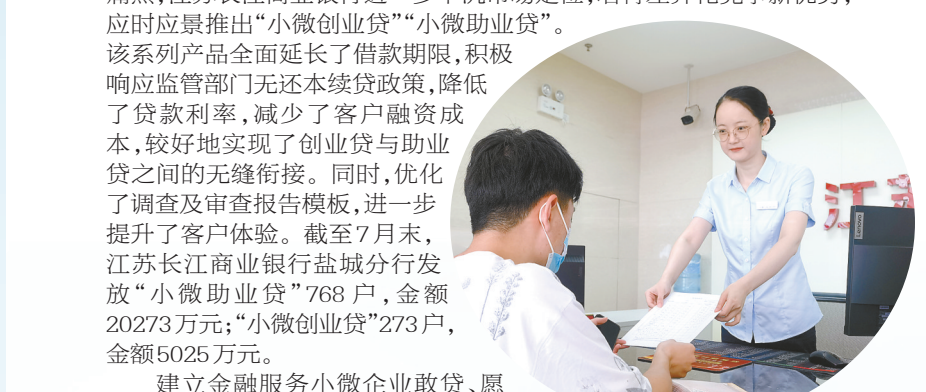 应时应景推出“小微创业贷”“小微助业贷”。
该系列产品全面延长了借款期限,积极
响应监管部门无还本续贷政策,降低
了贷款利率,减少了客户融资成
本,较好地实现了创业贷与助业
贷之间的无缝衔接。同时,优化
了调查及审查报告模板,进一步
提升了客户体验。截至7月末,
江苏长江商业银行盐城分行发
放“小微助业贷”768户,金额
20273万元;“小微创业贷”273户,
金额5025万元。
建立金融服务小微企业敢贷、愿
江
Lenovo